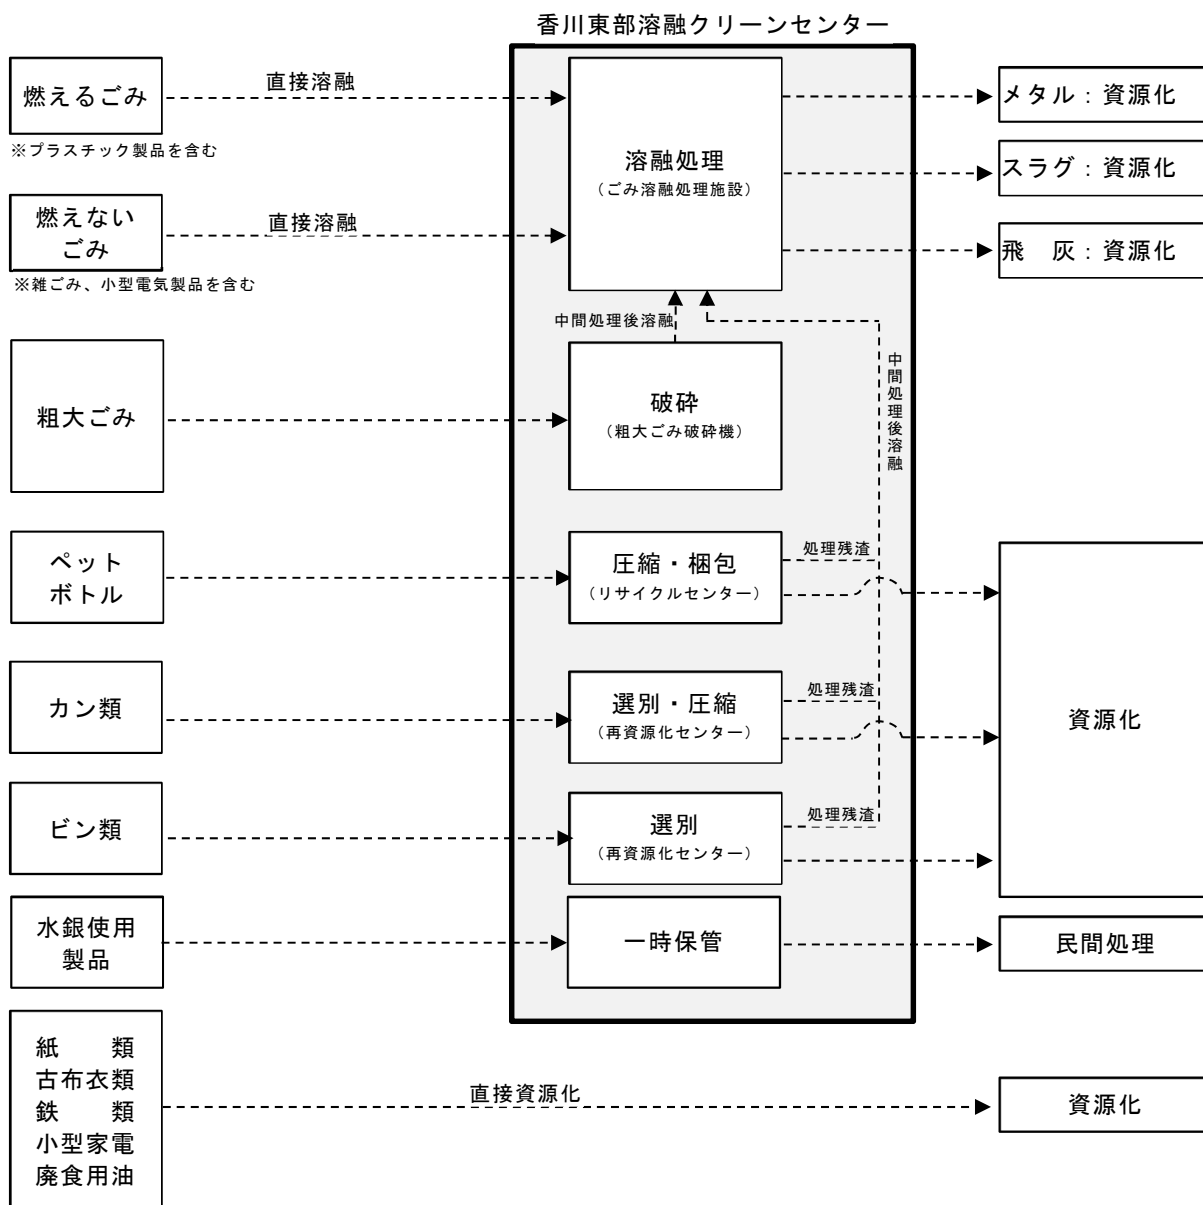 香川東部溶融クリーンセンター
燃えるごみ
※プラスチック製品を含む
直接溶融
溶融処理
（ごみ溶融処理施設）
メタル：資源化
スラグ：資源化
飛　灰：資源化
燃えない
ごみ
※雑ごみ、小型電気製品を含む
直接溶融
中間処理後溶融
中間処理後溶融
粗大ごみ
破砕
（粗大ごみ破砕機）
ペット
ボトル
圧縮・梱包
（リサイクルセンター）
処理残渣
カン類
選別・圧縮
（再資源化センター）
処理残渣
資源化
ビン類
選別
（再資源化センター）
処理残渣
水銀使用
製品
一時保管
民間処理
紙　　類
古布衣類
鉄　　類
小型家電
廃食用油
直接資源化
資源化